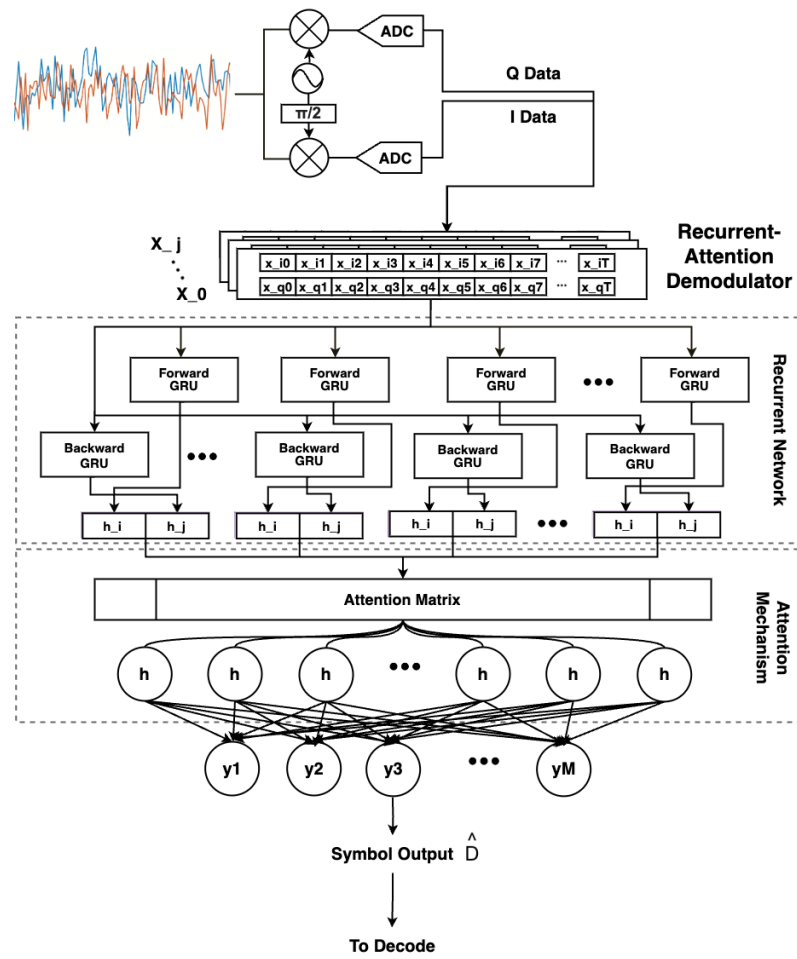 ADC
π/2
ADC
Q Data
I Data
X_ j
X_0
x_i0 x_i1 x_i2 x_i3 x_i4 x_i5 x_i6 x_i7 ... x_iT
x_q0 x_q1 x_q2 x_q3 x_q4 x_q5 x_q6 x_q7 ... x_qT
Recurrent-
Attention
Demodulator
Forward
GRU
Forward
GRU
Forward
GRU
Forward
GRU
Backward
GRU
Backward
GRU
Backward
GRU
Backward
GRU
h_i h_j
h_i h_j
h_i h_j
h_i h_j
Recurrent Network
Attention Matrix
Attention
Mechanism
h h h h h h
y1 y2 y3 yM
Symbol Output D̂
To Decode